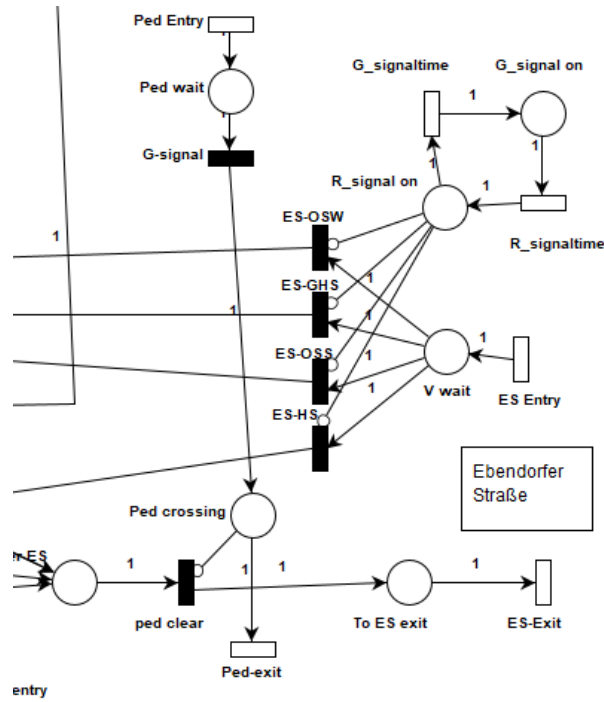 Ped Entry
1
Ped wait
1
G-signal
G_signaltime
G_signal on
1
1
1
R_signal on
1
R_signaltime
ES-OSW
1
ES-GHS
1
1
1
ES-OSS
1
1
1
V wait
ES Entry
ES-HS
Ebendorfer
Straße
Ped crossing
ES
1
1
1
1
ped clear
To ES exit
ES-Exit
Ped-exit
entry